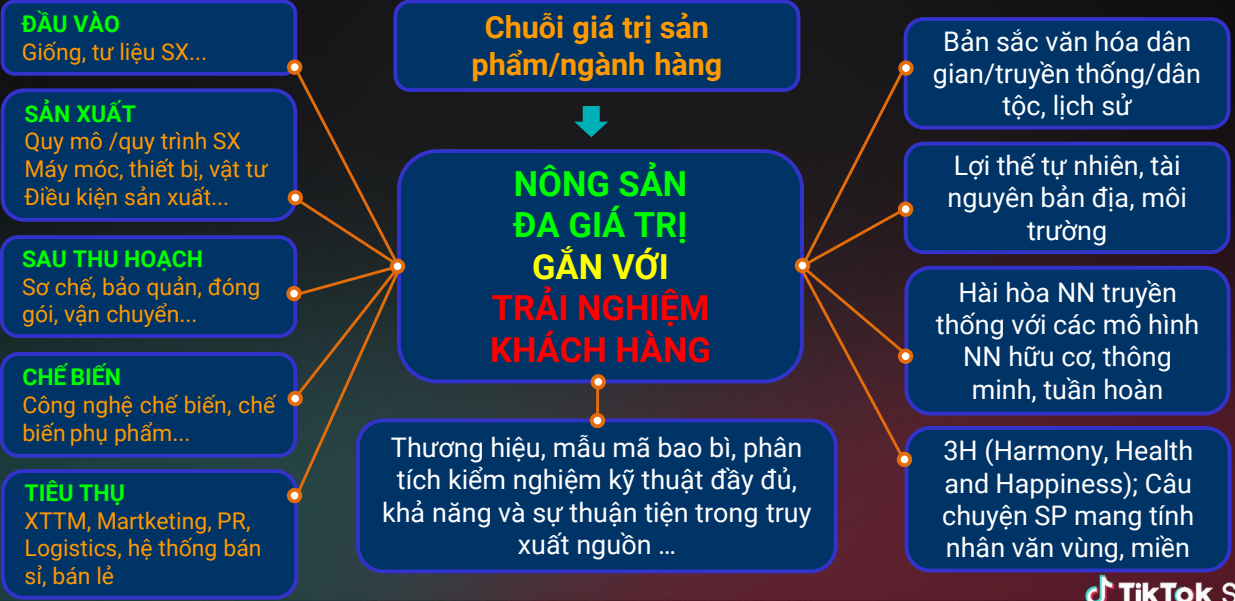 ĐẦU VÀO
Giống, tư liệu SX...
SẢN XUẤT
Quy mô /quy trình SX
Máy móc, thiết bị, vật tư
Điều kiện sản xuất...
SAU THU HOẠCH
Sơ chế, bảo quản, đóng
gói, vận chuyển...
CHẾ BIẾN
Công nghệ chế biến, chế
biến phụ phẩm...
TIÊU THỤ
XTTM, Martketing, PR,
Logistics, hệ thống bán
sỉ, bán lẻ
Chuỗi giá trị sản
phẩm/ngành hàng
NÔNG SẢN
ĐA GIÁ TRỊ
GẮN VỚI
TRẢI NGHIỆM
KHÁCH HÀNG
Thương hiệu, mẫu mã bao bì, phân
tích kiểm nghiệm kỹ thuật đầy đủ,
khả năng và sự thuận tiện trong truy
xuất nguồn ...
Bản sắc văn hóa dân
gian/truyền thống/dân
tộc, lịch sử
Lợi thế tự nhiên, tài
nguyên bản địa, môi
trường
Hài hòa NN truyền
thống với các mô hình
NN hữu cơ, thông
minh, tuần hoàn
3H (Harmony, Health
and Happiness); Câu
chuyện SP mang tính
nhân văn vùng, miền
TikTok S